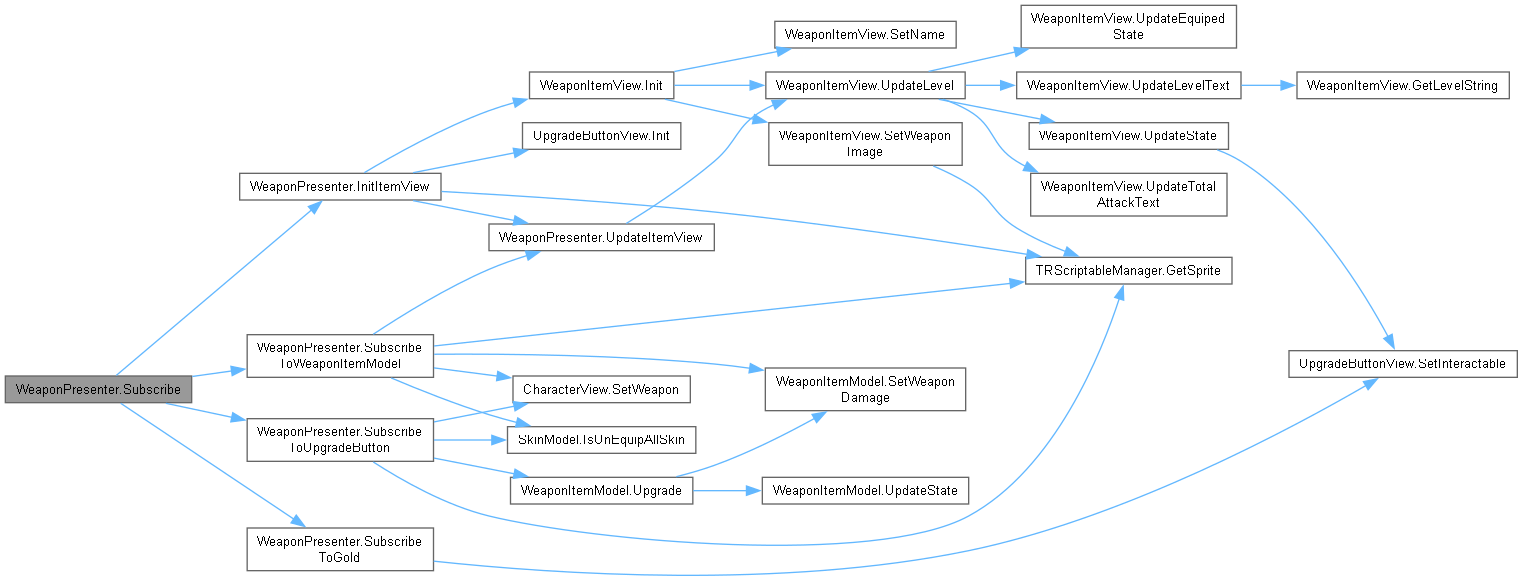 WeaponPresenter.Subscribe
WeaponPresenter.InitItemView
WeaponPresenter.Subscribe
ToWeaponItemModel
WeaponPresenter.Subscribe
ToUpgradeButton
WeaponPresenter.Subscribe
ToGold
WeaponItemView.Init
UpgradeButtonView.Init
WeaponPresenter.UpdateItemView
CharacterView.SetWeapon
SkinModel.IsUnEquipAllSkin
WeaponItemModel.Upgrade
WeaponItemView.SetName
WeaponItemView.UpdateLevel
WeaponItemView.SetWeapon
Image
WeaponItemModel.SetWeapon
Damage
WeaponItemModel.UpdateState
WeaponItemView.UpdateEquiped
State
WeaponItemView.UpdateLevelText
WeaponItemView.UpdateState
WeaponItemView.UpdateTotal
AttackText
TRScriptableManager.GetSprite
WeaponItemView.GetLevelString
UpgradeButtonView.SetInteractable